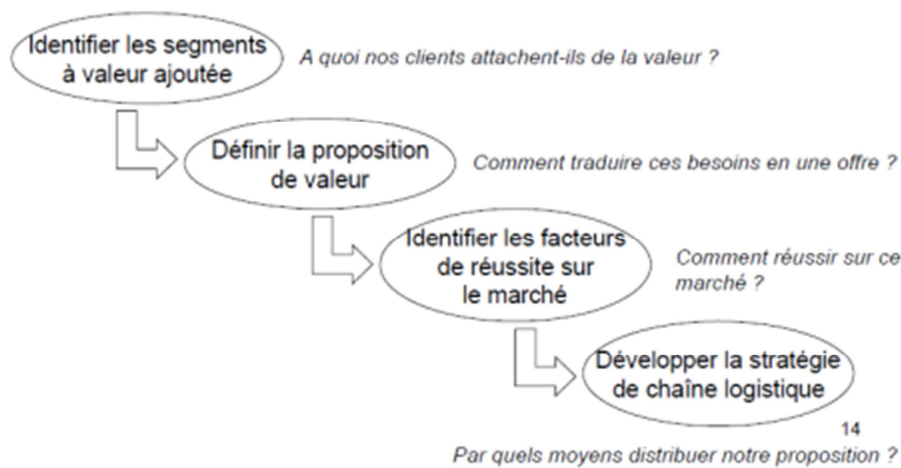 Identifier les segments
à valeur ajoutée
A quoi nos clients attachent-ils de la valeur ?
Définir la proposition
de valeur
Comment traduire ces besoins en une offre ?
Identifier les facteurs
de réussite sur
le marché
Comment réussir sur ce
marché ?
Développer la stratégie
de chaîne logistique
14
Par quels moyens distribuer notre proposition ?